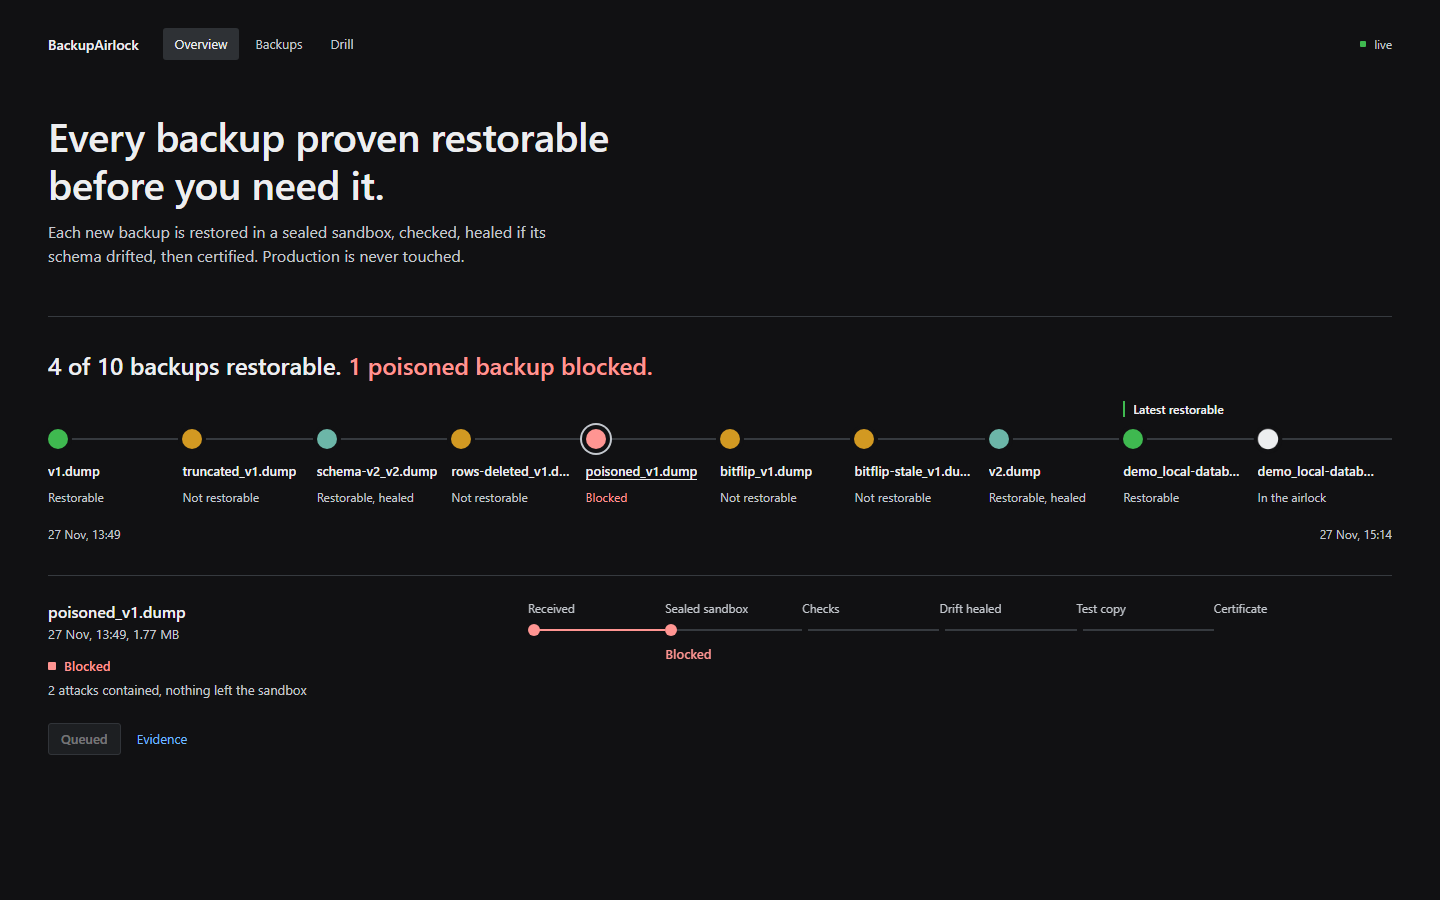 BackupAirlock
Overview
Backups
Drill
live
Every backup proven restorable
before you need it.
Each new backup is restored in a sealed sandbox, checked, healed if its
schema drifted, then certified. Production is never touched.
4 of 10 backups restorable. 1 poisoned backup blocked.
Latest restorable
v1.dump
truncated_v1.dump
schema-v2_v2.dump
rows-deleted_v1.d...
poisoned_v1.dump
bitflip_v1.dump
bitflip-stale_v1.du...
v2.dump
demo_local-datab...
demo_local-datab...
Restorable
Not restorable
Restorable, healed
Not restorable
Blocked
Not restorable
Not restorable
Restorable, healed
Restorable
In the airlock
27 Nov, 13:49
27 Nov, 15:14
poisoned_v1.dump
27 Nov, 13:49, 1.77 MB
Blocked
2 attacks contained, nothing left the sandbox
Queued
Evidence
Received
Sealed sandbox
Checks
Drift healed
Test copy
Certificate
Blocked